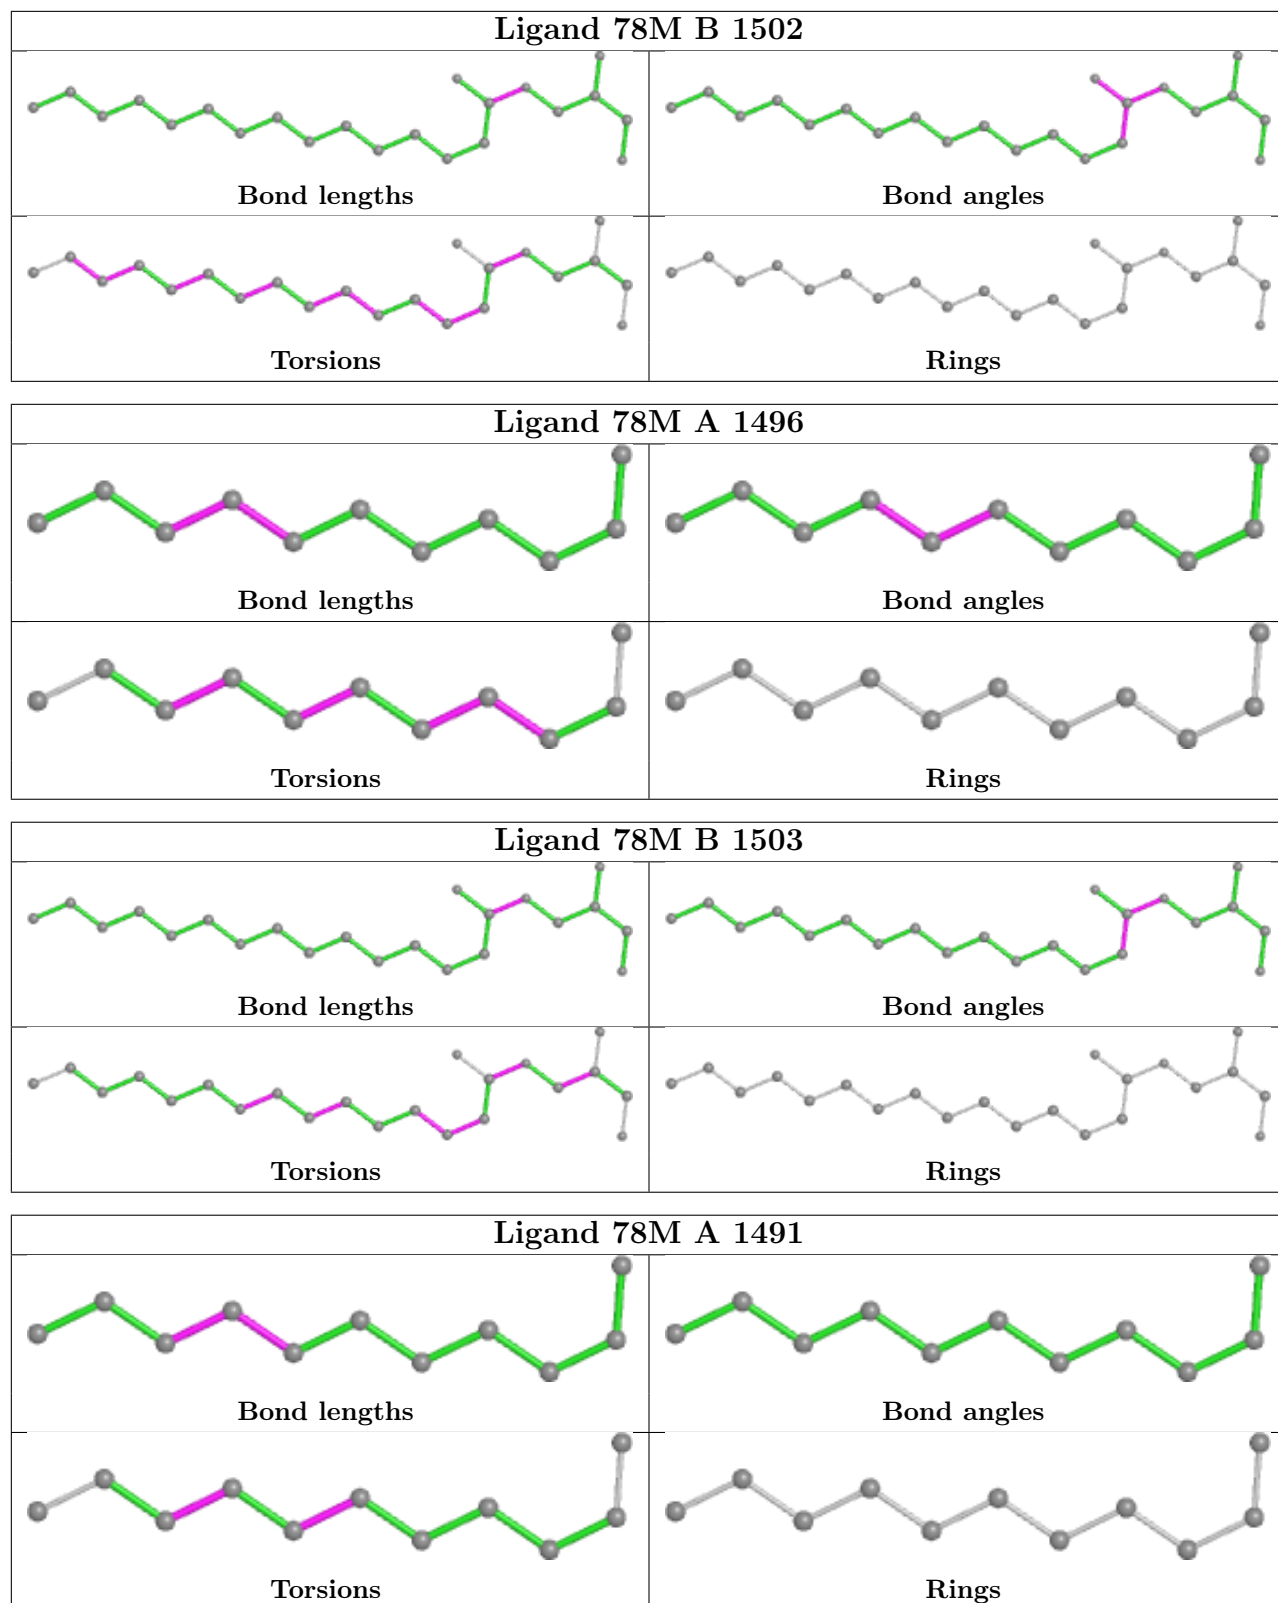 Ligand 78M B 1502
Bond lengths
Bond angles
Torsions
Rings
Ligand 78M A 1496
Bond lengths
Bond angles
Torsions
Rings
Ligand 78M B 1503
Bond lengths
Bond angles
Torsions
Rings
Ligand 78M A 1491
Bond lengths
Bond angles
Torsions
Rings